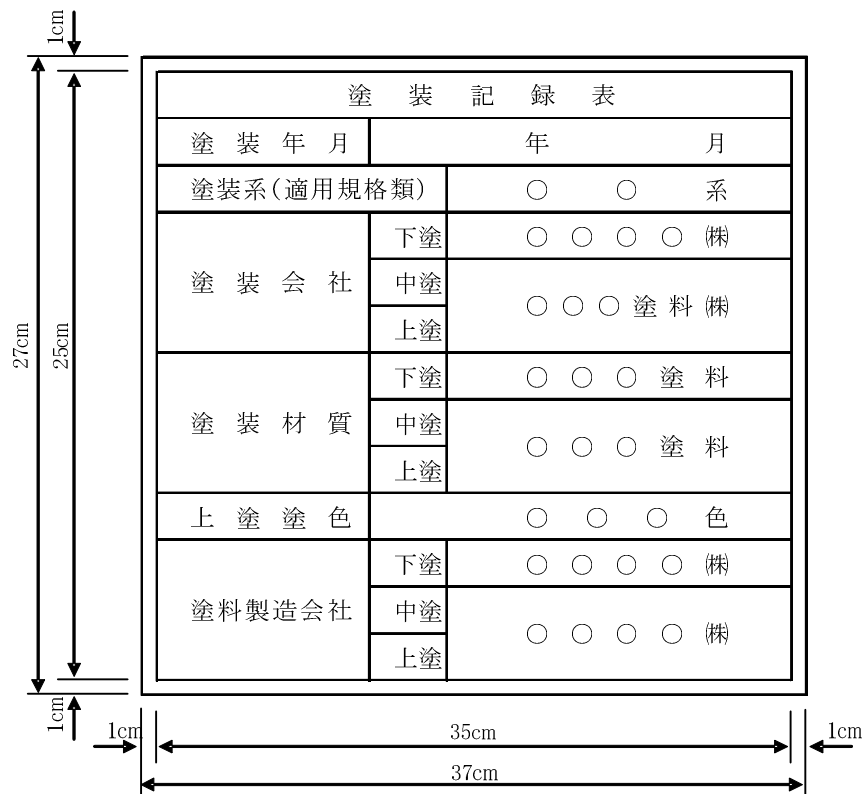 1cm
塗装記録表
塗装年月 年 月
塗装系(適用規格類) ○ ○ 系
下塗 ○○○○㈱
塗装会社 中塗
○○○塗料㈱
上塗
27cm
25cm
下塗 ○○○塗料
塗装材質 中塗
○○○塗料
上塗
上塗塗色 ○○○色
下塗 ○○○○㈱
塗料製造会社 中塗
○○○○㈱
上塗
1cm
1cm 35cm 1cm
37cm